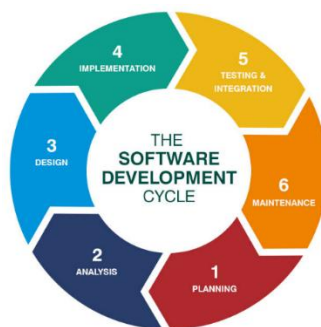 THE
SOFTWARE
DEVELOPMENT
CYCLE
1
PLANNING
2
ANALYSIS
3
DESIGN
4
IMPLEMENTATION
5
TESTING &
INTEGRATION
6
MAINTENANCE